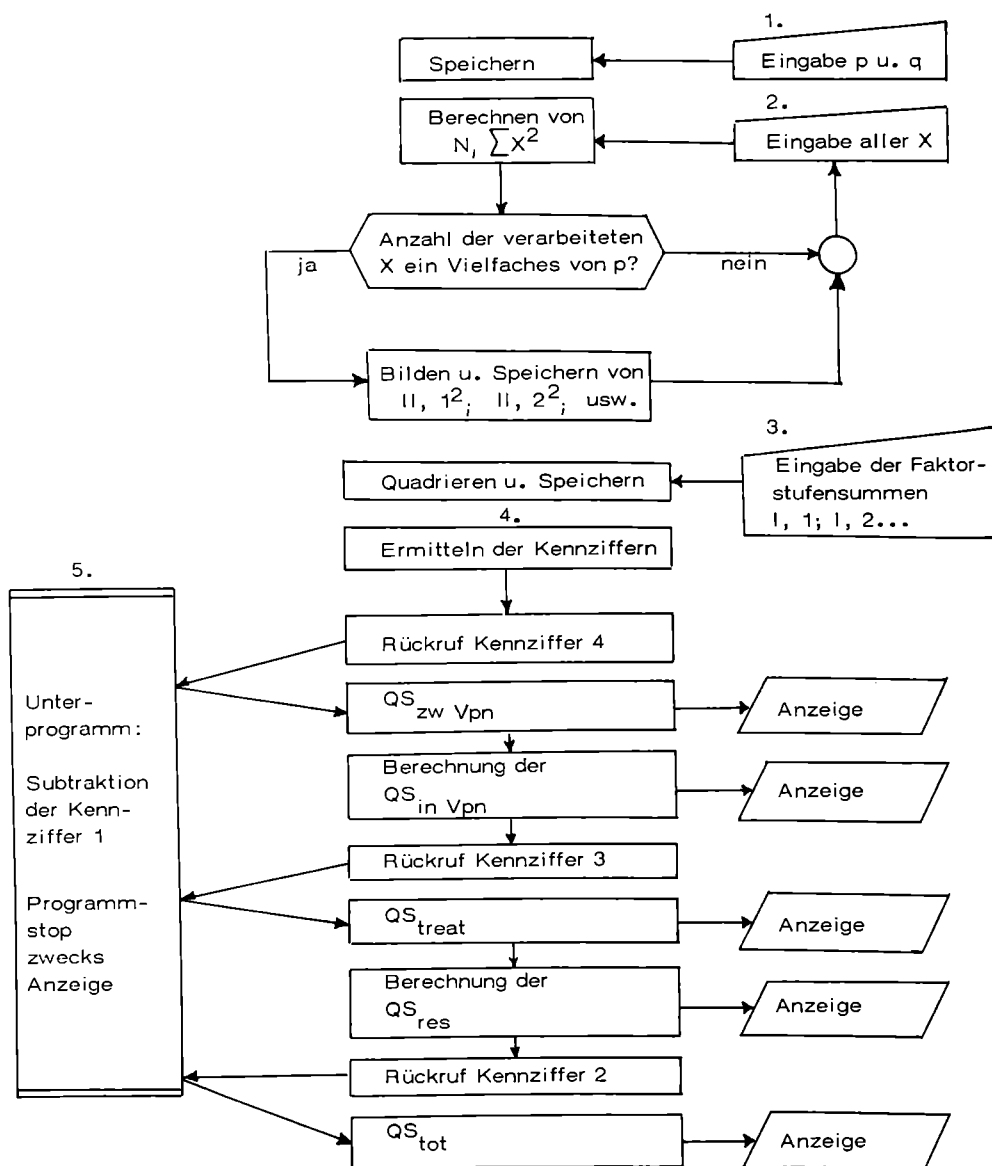 1.
Speichern
Eingabe p u. q
2.
Berechnen von
N, ∑X²
Eingabe aller X
Anzahl der verarbeiteten
X ein Vielfaches von p?
ja
nein
Bilden u. Speichern von
II, 1²; II, 2²; usw.
3.
Eingabe der Faktor-
stufensummen
I, 1; I, 2...
Quadrieren u. Speichern
4.
Ermitteln der Kennziffern
5.
Unter-
programm:
Subtraktion
der Kenn-
ziffer 1
Programm-
stop
zwecks
Anzeige
Rückruf Kennziffer 4
QS zw Vpn
Anzeige
Berechnung der
QS in Vpn
Anzeige
Rückruf Kennziffer 3
QS treat
Anzeige
Berechnung der
QS res
Anzeige
Rückruf Kennziffer 2
QS tot
Anzeige